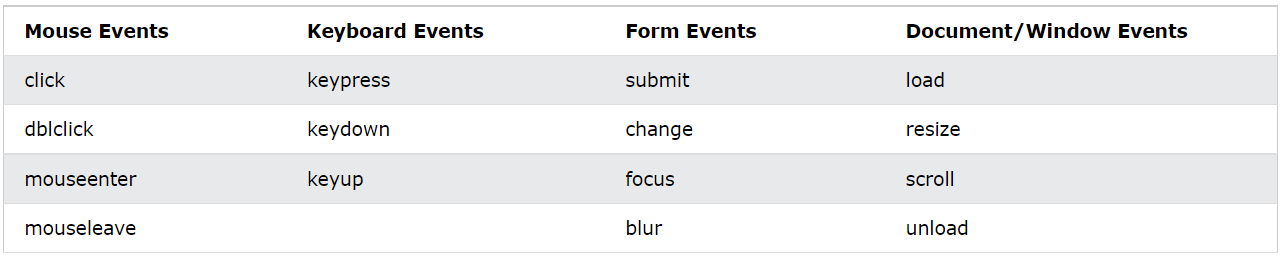 Mouse Events Keyboard Events Form Events Document/Window Events
click keypress submit load
dblclick keydown change resize
mouseenter keyup focus scroll
mouseleave blur unload